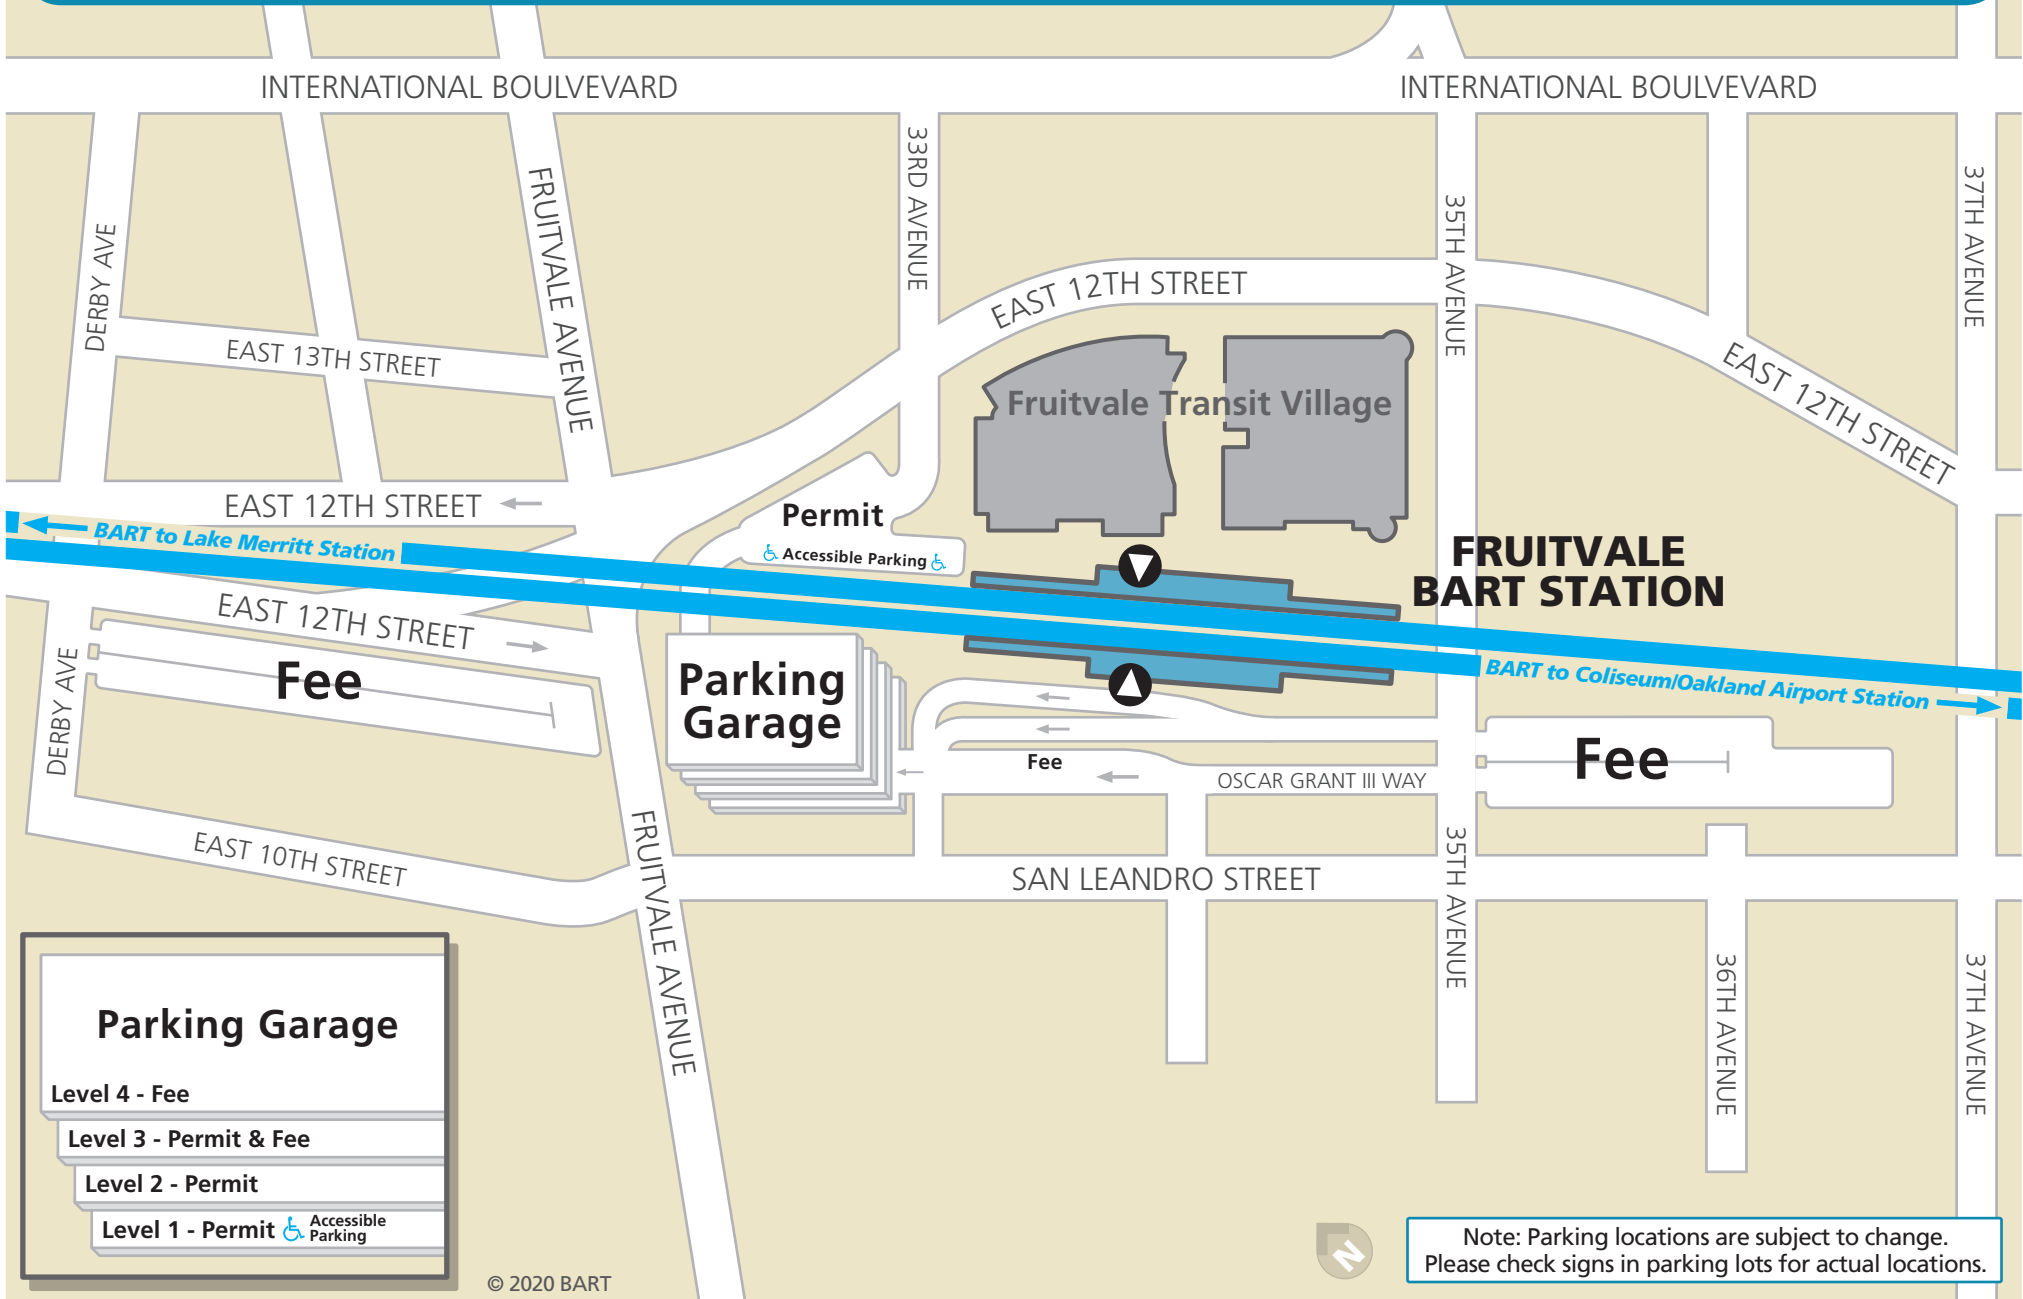 INTERNATIONAL BOULVEVARD
INTERNATIONAL BOULVEVARD
DERBY AVE
FRUITVALE AVENUE
33RD AVENUE
35TH AVENUE
37TH AVENUE
EAST 13TH STREET
EAST 12TH STREET
EAST 12TH STREET
Fruitvale Transit Village
EAST 12TH STREET
Permit
Accessible Parking
BART to Lake Merritt Station
FRUITVALE
BART STATION
EAST 12TH STREET
Fee
DERBY AVE
Parking
Garage
BART to Coliseum/Oakland Airport Station
Fee
OSCAR GRANT III WAY
Fee
EAST 10TH STREET
FRUITVALE AVENUE
SAN LEANDRO STREET
35TH AVENUE
36TH AVENUE
37TH AVENUE
Parking Garage
Level 4 - Fee
Level 3 - Permit & Fee
Level 2 - Permit
Level 1 - Permit Accessible
Parking
© 2020 BART
N
Note: Parking locations are subject to change.
Please check signs in parking lots for actual locations.